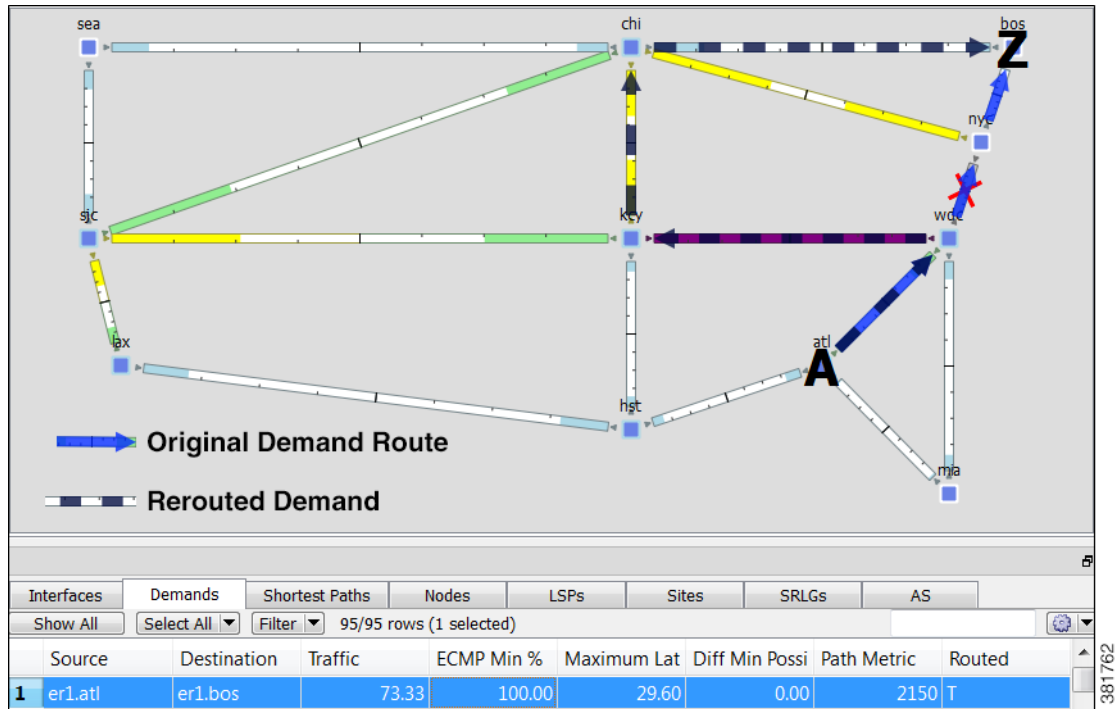 sea
chi
bos
Z
nyc
sjc
kcy
wdc
lax
atl
A
hst
mia
Original Demand Route
Rerouted Demand
Interfaces Demands Shortest Paths Nodes LSPs Sites SRLGs AS
Show All Select All Filter 95/95 rows (1 selected)
Source Destination Traffic ECMP Min % Maximum Lat Diff Min Possi Path Metric Routed
1 er1.atl er1.bos 73.33 100.00 29.60 0.00 2150 T
381762